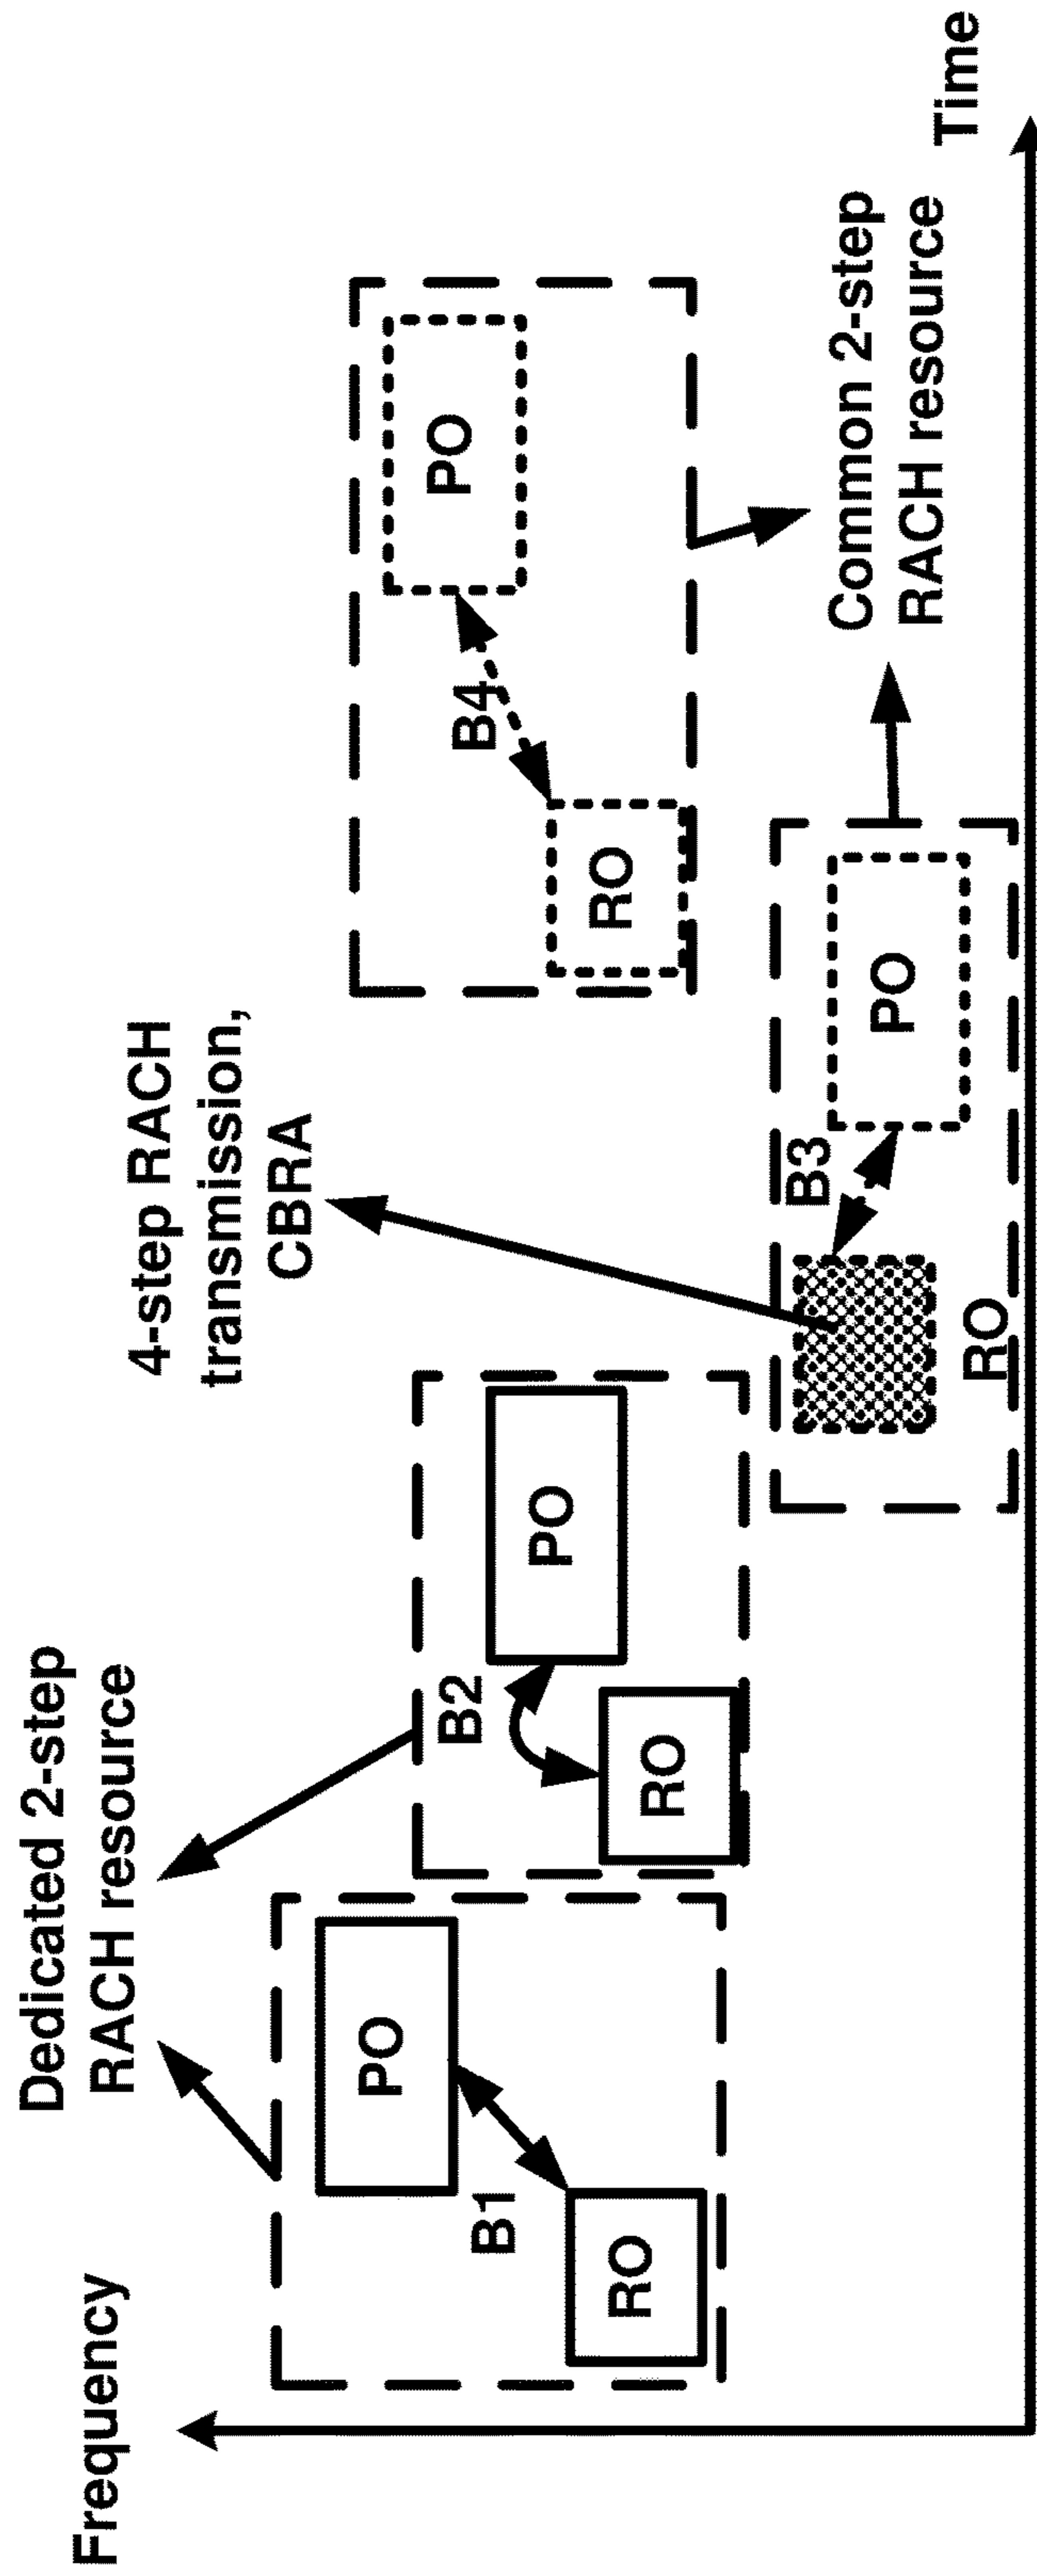 Frequency
Dedicated 2-step
RACH resource
4-step RACH
transmission,
CBRA
PO
B1
RO
B2
PO
RO
B4
PO
RO
B3
PO
RO
Common 2-step
RACH resource
Time